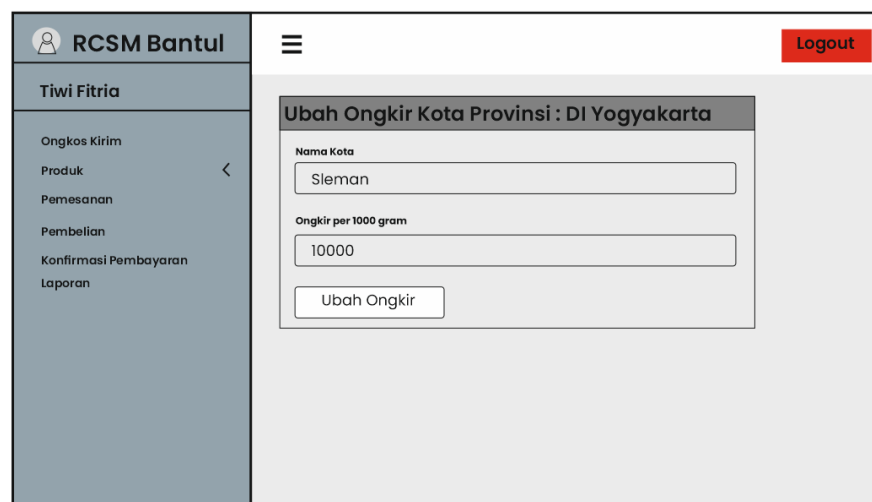 RCSM Bantul
Logout
Tiwi Fitria
Ongkos Kirim
Produk
Pemesanan
Pembelian
Konfirmasi Pembayaran
Laporan
Ubah Ongkir Kota Provinsi : DI Yogyakarta
Nama Kota
Sleman
Ongkir per 1000 gram
10000
Ubah Ongkir